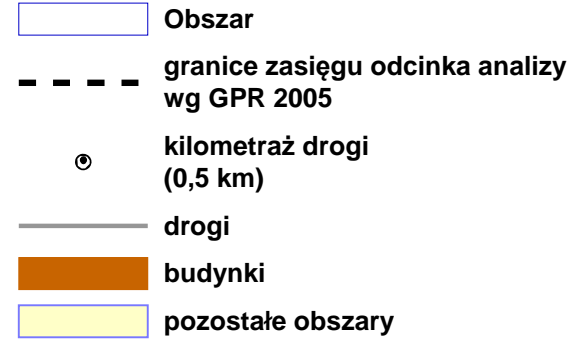 Obszar
granice zasięgu odcinka analizy
wg GPR 2005
kilometraż drogi
(0,5 km)
drogi
budynki
pozostałe obszary